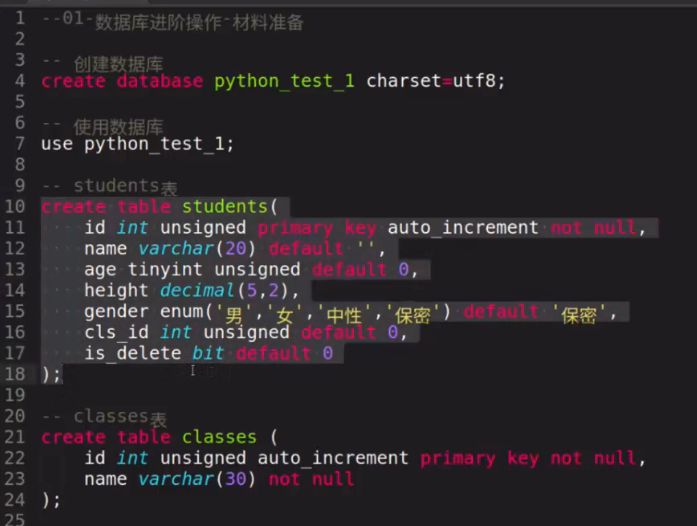 1 --01-数据库进阶操作-材料准备
2
3 -- 创建数据库
4 create database python_test_1 charset=utf8;
5
6 -- 使用数据库
7 use python_test_1;
8
9 -- students表
10 create table students(
11 id int unsigned primary key auto_increment not null,
12 name varchar(20) default '',
13 age tinyint unsigned default 0,
14 height decimal(5,2),
15 gender enum('男','女','中性','保密') default '保密',
16 cls_id int unsigned default 0,
17 is_delete bit default 0
18 );
19
20 -- classes表
21 create table classes (
22 id int unsigned auto_increment primary key not null,
23 name varchar(30) not null
24 );
25